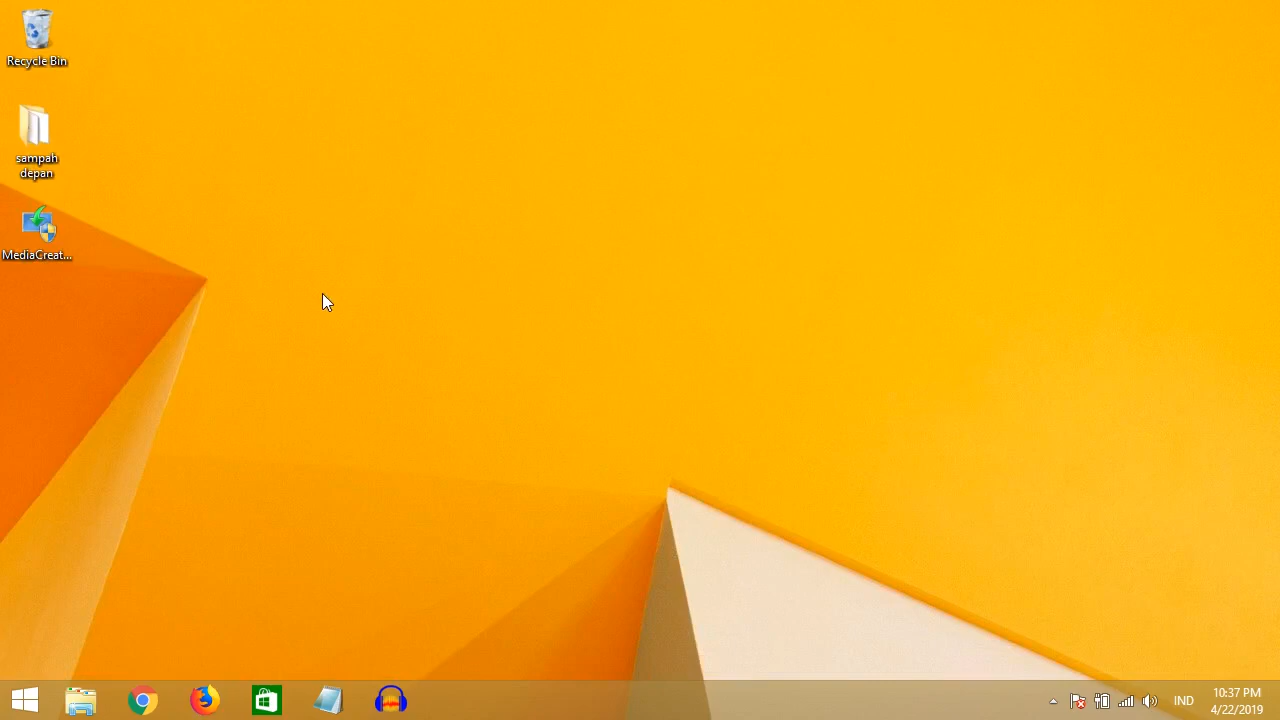 Recycle Bin
sampah
depan
MediaCreat...
IND
10:37 PM
4/22/2019